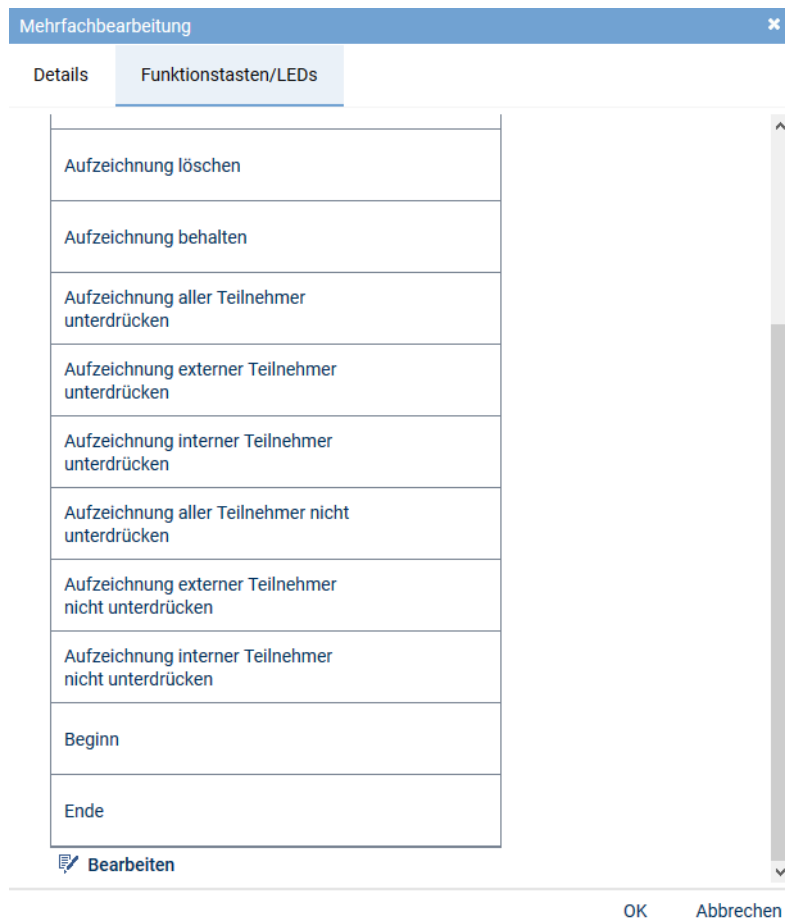 Mehrfachbearbeitung
Details Funktionstasten/LEDs
Aufzeichnung löschen
Aufzeichnung behalten
Aufzeichnung aller Teilnehmer
unterdrücken
Aufzeichnung externer Teilnehmer
unterdrücken
Aufzeichnung interner Teilnehmer
unterdrücken
Aufzeichnung aller Teilnehmer nicht
unterdrücken
Aufzeichnung externer Teilnehmer
nicht unterdrücken
Aufzeichnung interner Teilnehmer
nicht unterdrücken
Beginn
Ende
Bearbeiten
OK Abbrechen